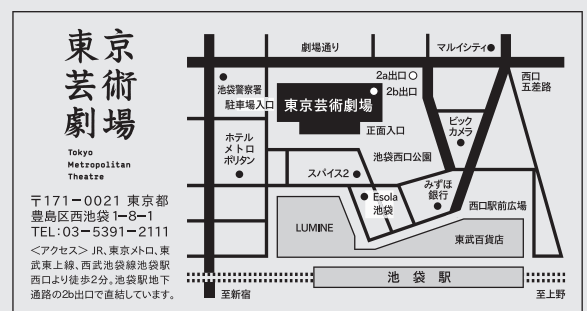 東京
芸術
劇場
Tokyo
Metropolitan
Theatre
〒171-0021 東京都
豊島区西池袋1-8-1
TEL:03-5391-2111
<アクセス> JR、東京メトロ、東
武東上線、西武池袋線池袋駅
西口より徒歩2分。池袋駅地下
通路の2b出口で直結しています。
劇場通り
マルイシティ
2a出口
2b出口
西口
五差路
池袋警察署
駐車場入口
東京芸術劇場
正面入口
ビック
カメラ
ホテル
メトロ
ポリタン
池袋西口公園
スパイス2
Esola
池袋
みずほ
銀行
西口駅前広場
LUMINE
東武百貨店
池袋駅
至新宿
至上野